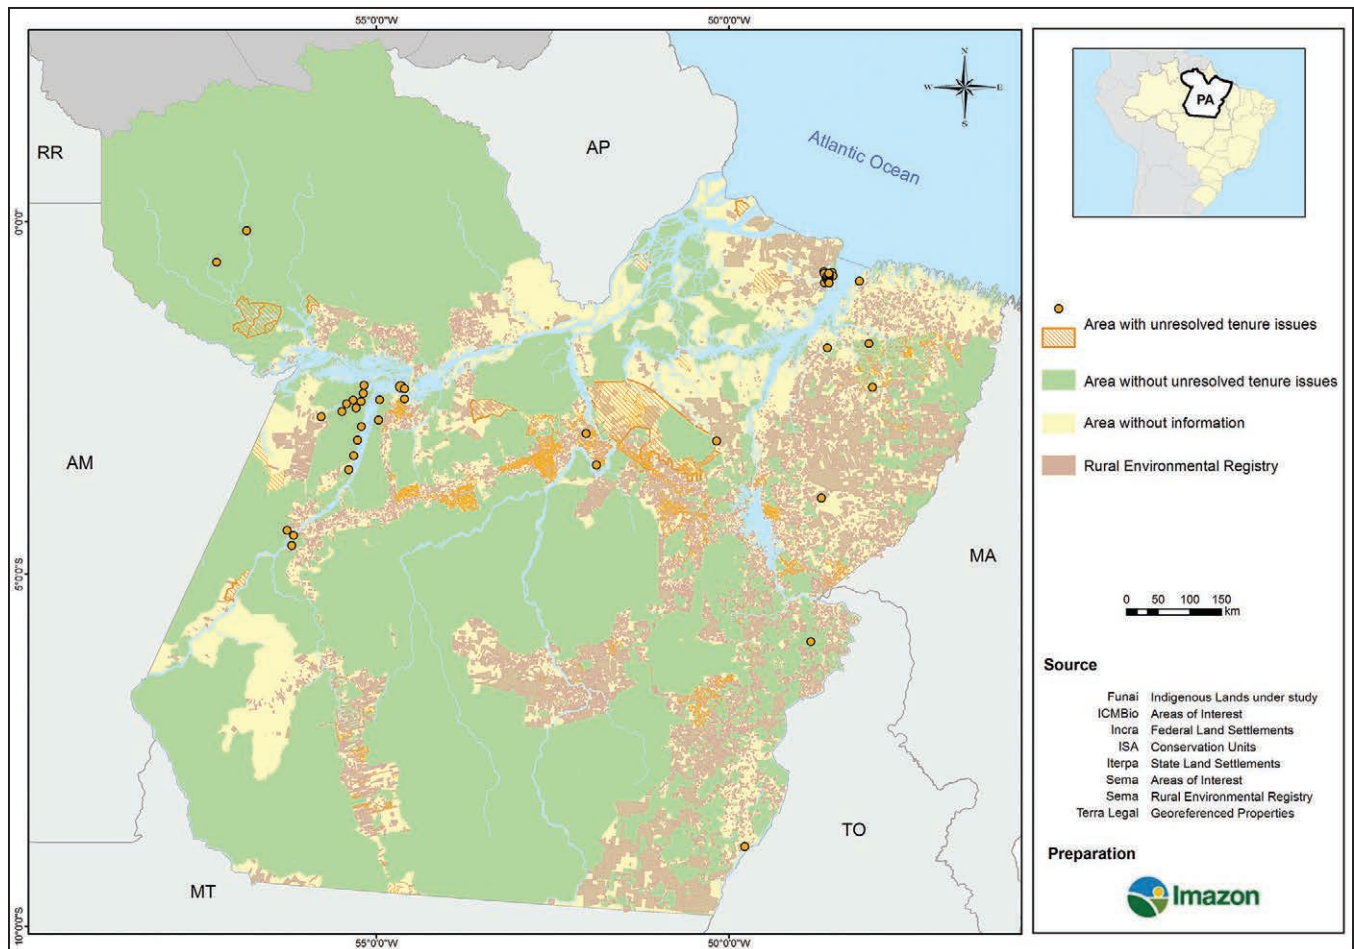 55°0'0"W
50°0'0"W
N
W
E
S
RR
AP
Atlantic Ocean
0°0'0"
AM
MA
5°0'0"S
TO
MT
10°0'0"S
55°0'0"W
50°0'0"W
PA
Area with unresolved tenure issues
Area without unresolved tenure issues
Area without information
Rural Environmental Registry
0 50 100 150
km
Source
Funai Indigenous Lands under study
ICMBio Areas of Interest
Incra Federal Land Settlements
ISA Conservation Units
Iterpa State Land Settlements
Sema Areas of Interest
Sema Rural Environmental Registry
Terra Legal Georeferenced Properties
Preparation
Imazon